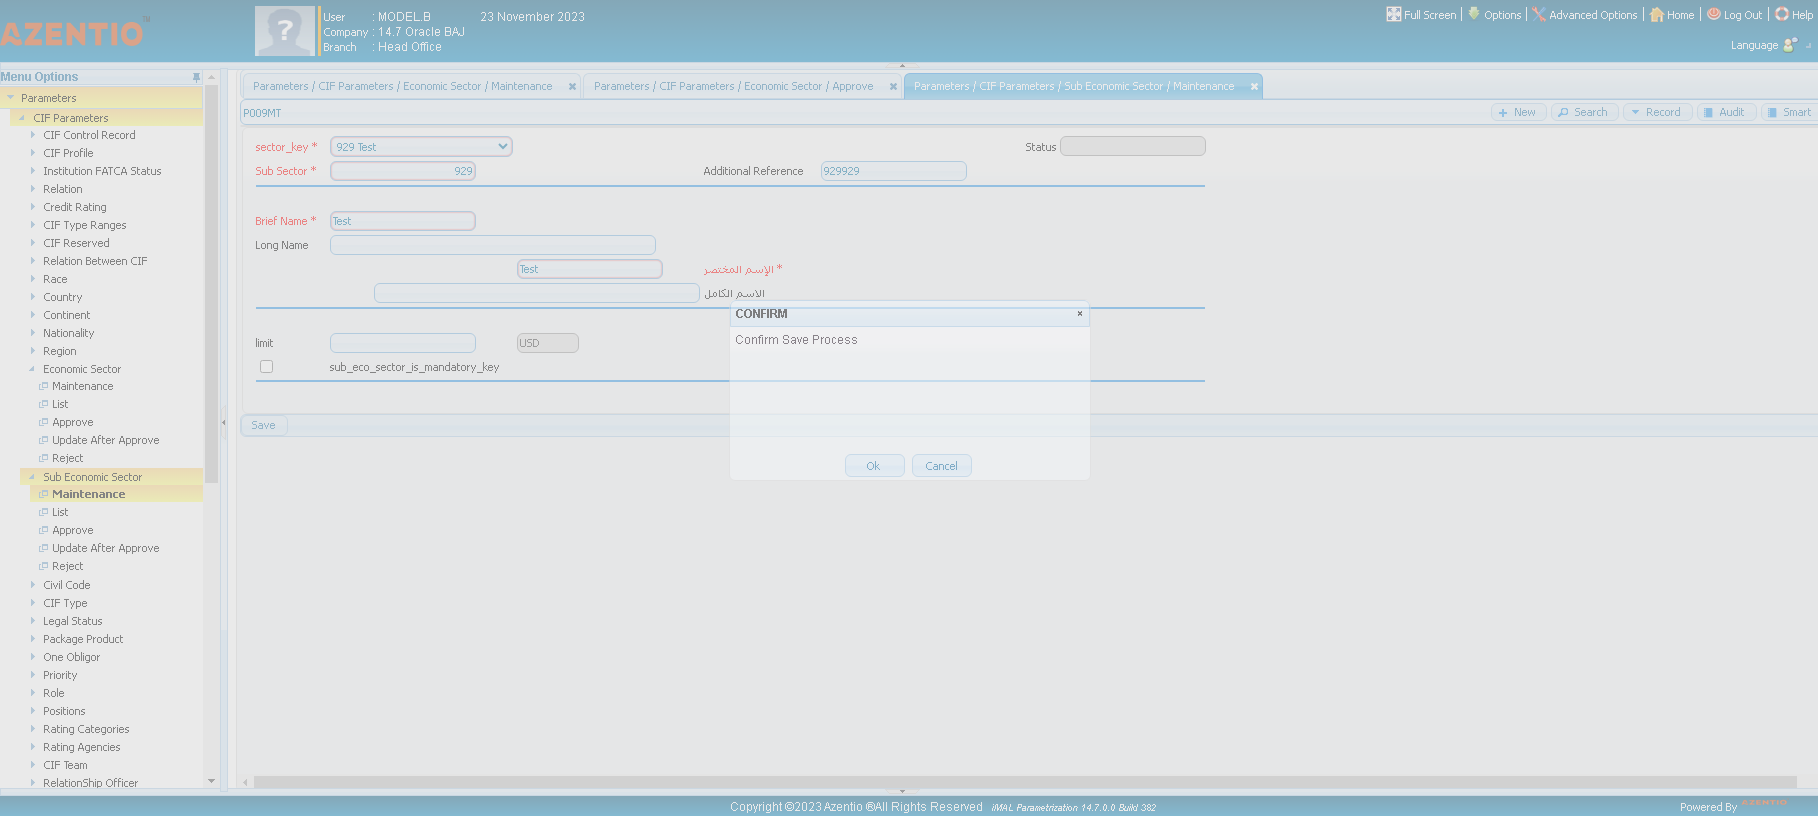 AZENTIO™
User : MODEL.B 23 November 2023
Company : 14.7 Oracle BAJ
Branch : Head Office
Full Screen Options Advanced Options Home Log Out Help
Language
Menu Options
Parameters
CIF Parameters
CIF Control Record
CIF Profile
Institution FATCA Status
Relation
Credit Rating
CIF Type Ranges
CIF Reserved
Relation Between CIF
Race
Country
Continent
Nationality
Region
Economic Sector
Maintenance
List
Approve
Update After Approve
Reject
Sub Economic Sector
Maintenance
List
Approve
Update After Approve
Reject
Civil Code
CIF Type
Legal Status
Package Product
One Obligor
Priority
Role
Positions
Rating Categories
Rating Agencies
CIF Team
RelationShip Officer
Parameters / CIF Parameters / Economic Sector / Maintenance
Parameters / CIF Parameters / Economic Sector / Approve
Parameters / CIF Parameters / Sub Economic Sector / Maintenance
P009MT
New Search Record Audit Smart
sector_key * 929 Test Status
Sub Sector * 929 Additional Reference 929929
Brief Name * Test
Long Name
Test الإسم المختصر *
الاسم الكامل
limit USD
sub_eco_sector_is_mandatory_key
Save
CONFIRM
Confirm Save Process
Ok Cancel
Copyright ©2023 Azentio ®All Rights Reserved iMAL Parametrization 14.7.0.0 Build 382
Powered By AZENTIO